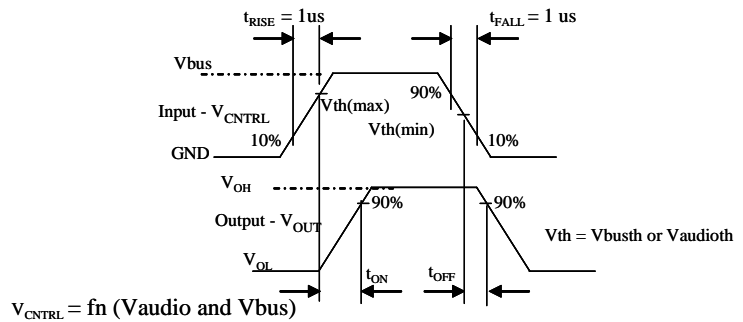 tRISE = 1us
tFALL = 1 us
Vbus
90%
Vth(max)
Input - VCNTRL
Vth(min)
10%
10%
GND
VOH
90%
90%
Output - VOUT
Vth = Vbusth or Vaudioth
VOL
tON
tOFF
VCNTRL = fn (Vaudio and Vbus)